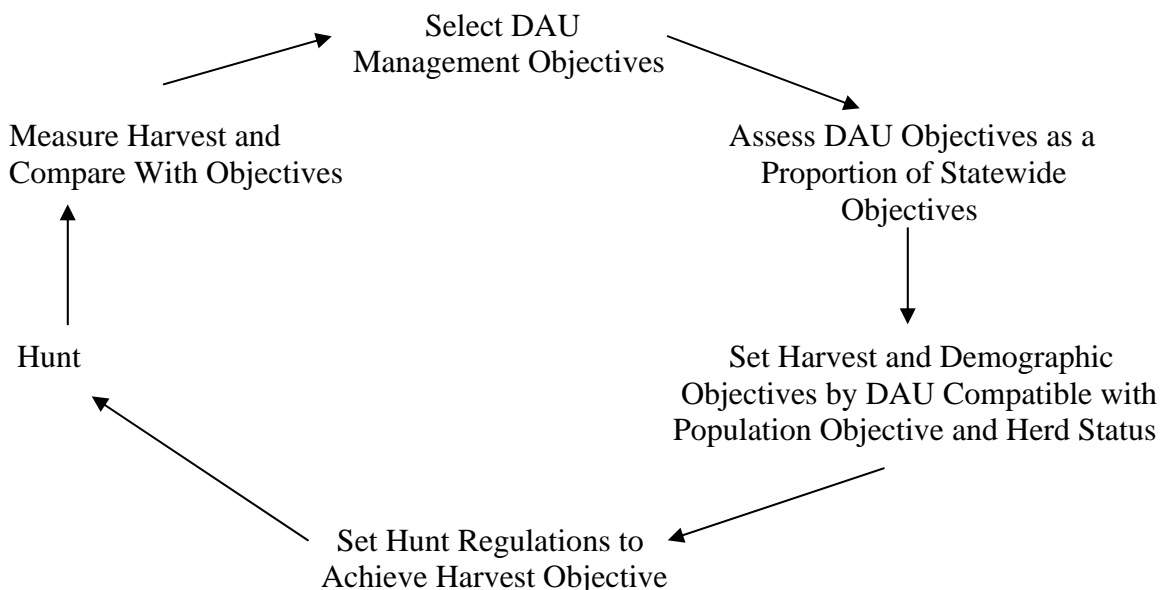 Select DAU
Management Objectives
Assess DAU Objectives as a
Proportion of Statewide
Objectives
Set Harvest and Demographic
Objectives by DAU Compatible with
Population Objective and Herd Status
Set Hunt Regulations to
Achieve Harvest Objective
Hunt
Measure Harvest and
Compare With Objectives